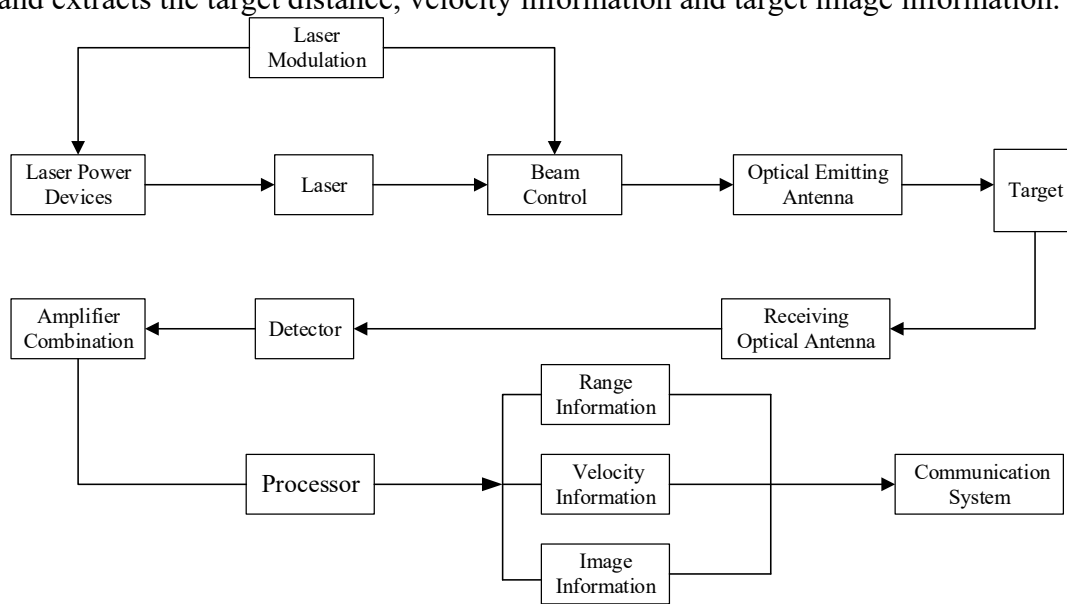 and extracts the target distance, velocity information and target image information.
Laser
Modulation
Laser Power
Devices
Laser
Beam
Control
Optical Emitting
Antenna
Target
Amplifier
Combination
Detector
Receiving
Optical Antenna
Range
Information
Processor
Velocity
Information
Communication
System
Image
Information